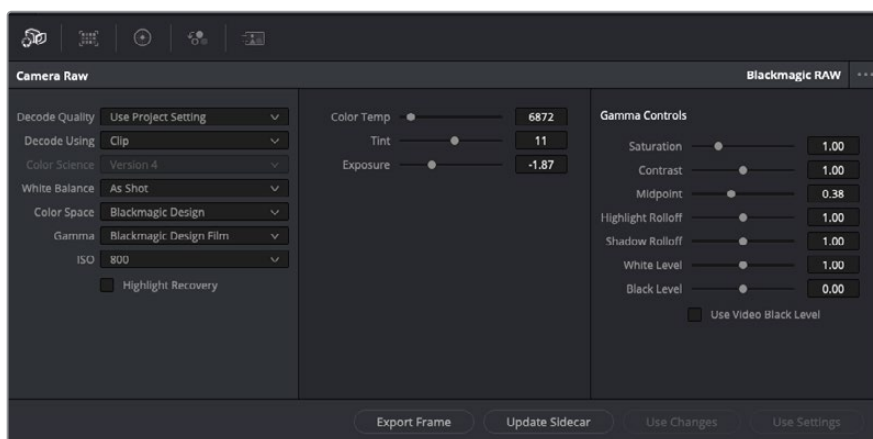 Camera Raw
Blackmagic RAW
Decode Quality Use Project Setting
Decode Using Clip
Color Science Version 4
White Balance As Shot
Color Space Blackmagic Design
Gamma Blackmagic Design Film
ISO 800
Highlight Recovery
Color Temp 6872
Tint 11
Exposure -1.87
Gamma Controls
Saturation 1.00
Contrast 1.00
Midpoint 0.38
Highlight Rolloff 1.00
Shadow Rolloff 1.00
White Level 1.00
Black Level 0.00
Use Video Black Level
Export Frame Update Sidecar Use Changes Use Settings